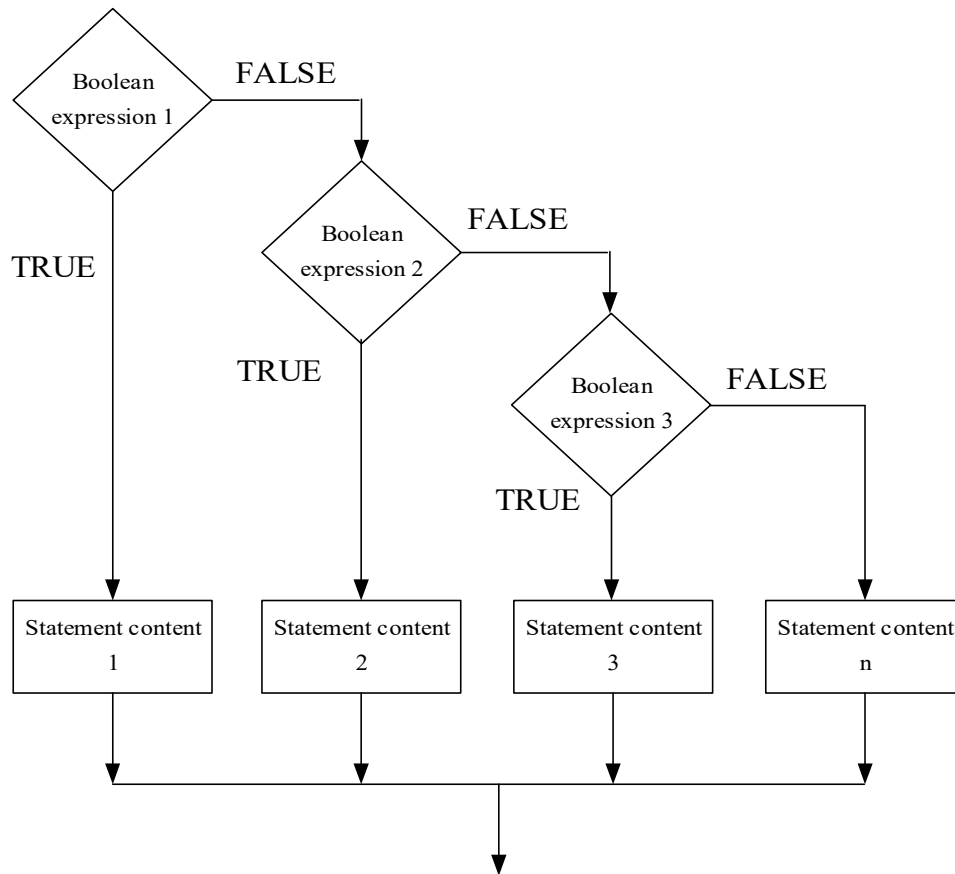 Boolean
expression 1
FALSE
TRUE
Boolean
expression 2
FALSE
TRUE
Boolean
expression 3
FALSE
TRUE
Statement content
1
Statement content
2
Statement content
3
Statement content
n